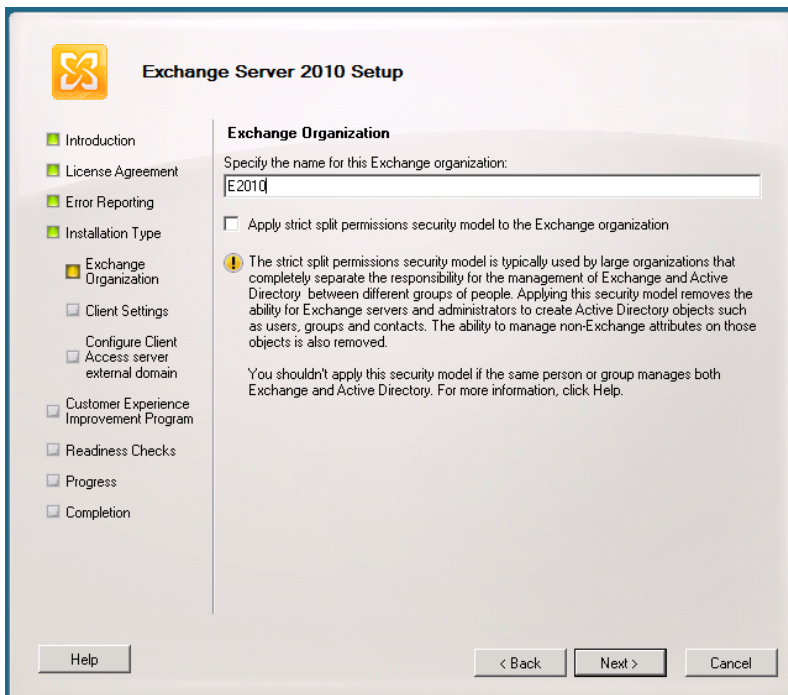 Exchange Server 2010 Setup
Introduction
License Agreement
Error Reporting
Installation Type
Exchange
Organization
Client Settings
Configure Client
Access server
external domain
Customer Experience
Improvement Program
Readiness Checks
Progress
Completion
Exchange Organization
Specify the name for this Exchange organization:
E2010
Apply strict split permissions security model to the Exchange organization
The strict split permissions security model is typically used by large organizations that
completely separate the responsibility for the management of Exchange and Active
Directory between different groups of people. Applying this security model removes the
ability for Exchange servers and administrators to create Active Directory objects such
as users, groups and contacts. The ability to manage non-Exchange attributes on those
objects is also removed.
You shouldn't apply this security model if the same person or group manages both
Exchange and Active Directory. For more information, click Help.
Help
< Back
Next >
Cancel